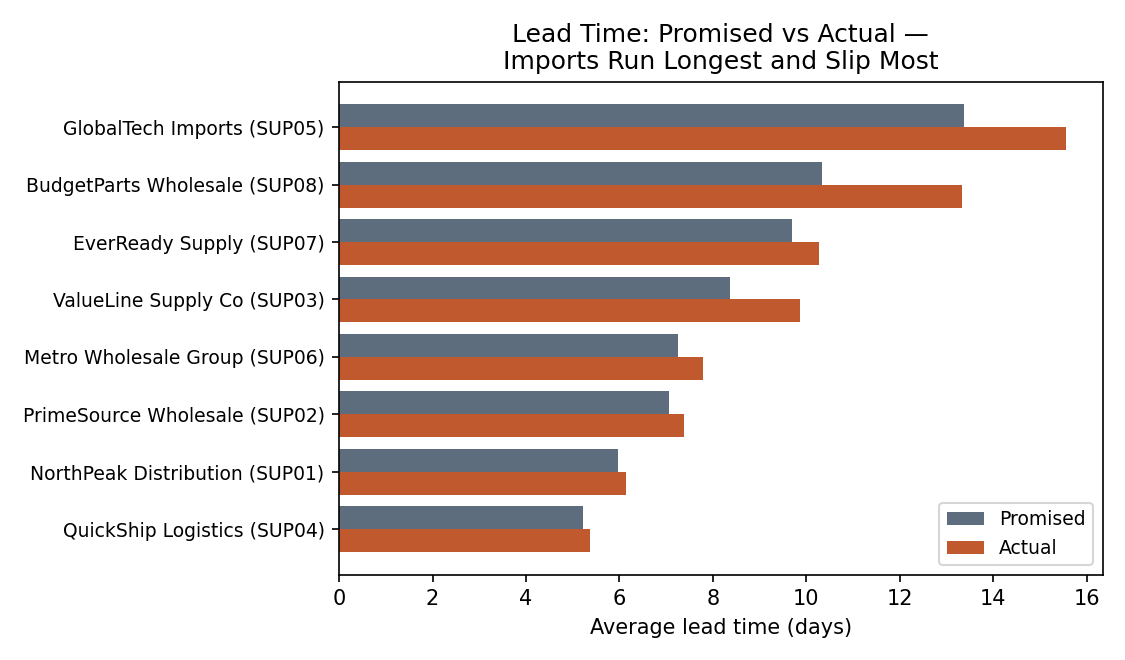 Lead Time: Promised vs Actual —
Imports Run Longest and Slip Most
GlobalTech Imports (SUP05)
BudgetParts Wholesale (SUP08)
EverReady Supply (SUP07)
ValueLine Supply Co (SUP03)
Metro Wholesale Group (SUP06)
PrimeSource Wholesale (SUP02)
NorthPeak Distribution (SUP01)
QuickShip Logistics (SUP04)
Promised
Actual
0 2 4 6 8 10 12 14 16
Average lead time (days)